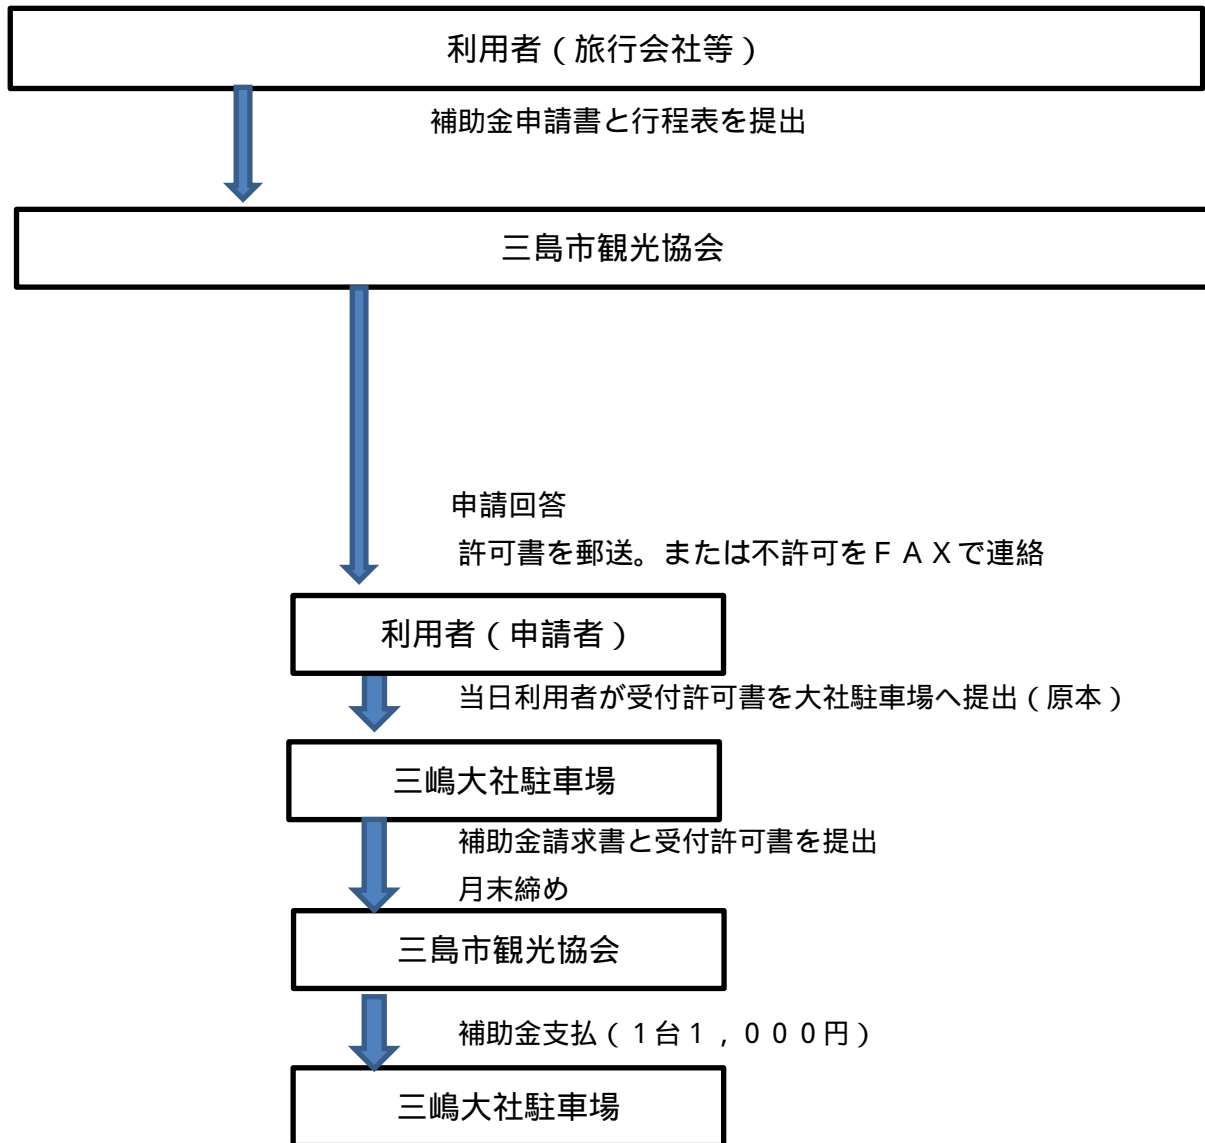 利用者（旅行会社等）
補助金申請書と行程表を提出
三島市観光協会
申請回答
許可書を郵送。または不許可をＦＡＸで連絡
利用者（申請者）
当日利用者が受付許可書を大社駐車場へ提出（原本）
三嶋大社駐車場
補助金請求書と受付許可書を提出
月末締め
三島市観光協会
補助金支払（１台１，０００円）
三嶋大社駐車場